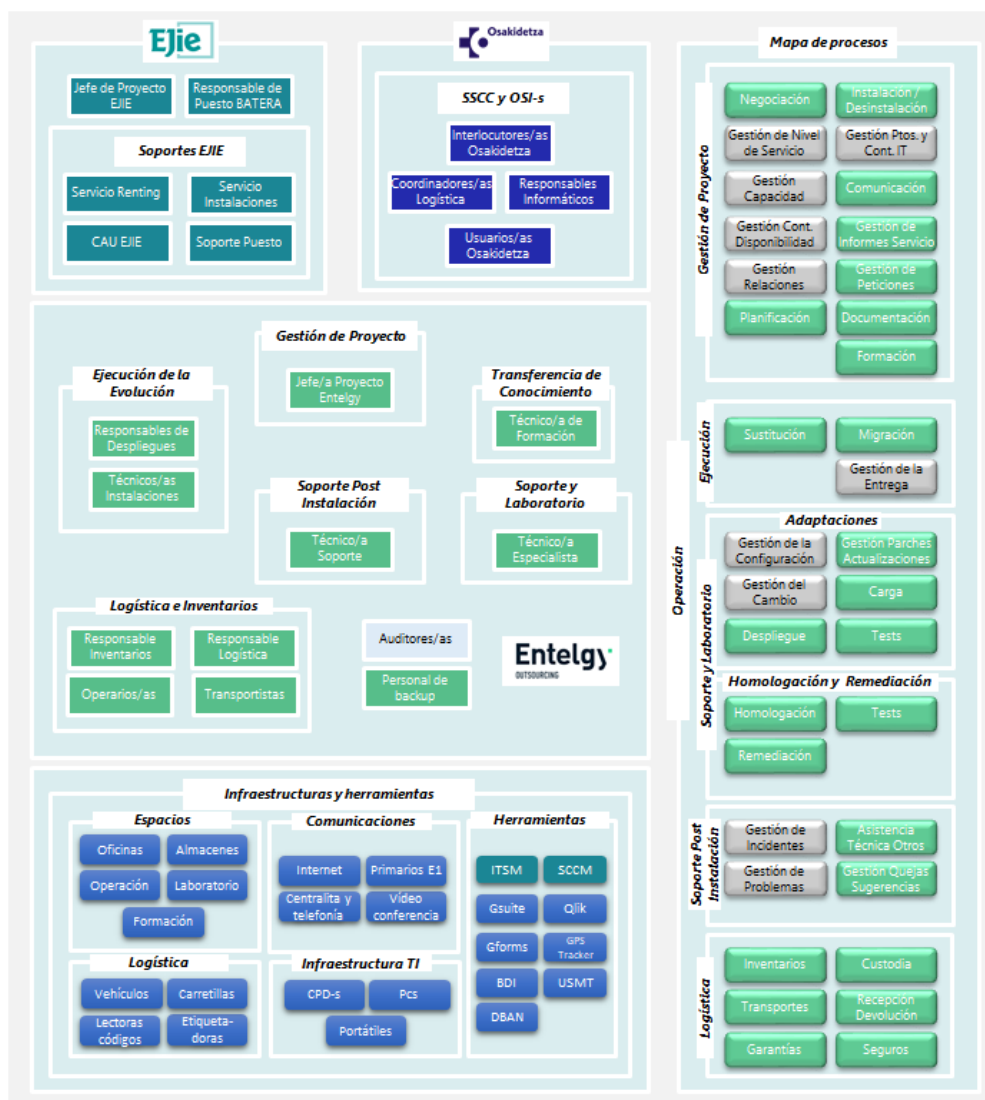 EJie
Jefe de Proyecto
EJIE
Responsable de
Puesto BATERA
Soportes EJIE
Servicio Renting
Servicio
Instalaciones
CAU EJIE
Soporte Puesto
Osakidetza
SSCC y OSI-s
Interlocutores/as
Osakidetza
Coordinadores/as
Logística
Responsables
Informáticos
Usuarios/as
Osakidetza
Gestión de Proyecto
Jefe/a Proyecto
Entelgy
Ejecución de la
Evolución
Responsables de
Despliegues
Técnicos/as
Instalaciones
Transferencia de
Conocimiento
Técnico/a de
Formación
Soporte Post
Instalación
Técnico/a
Soporte
Soporte y
Laboratorio
Técnico/a
Especialista
Logística e Inventarios
Responsable
Inventarios
Responsable
Logística
Operarios/as
Transportistas
Auditores/as
Personal de
backup
Entelgy
OUTSOURCING
Infraestructuras y herramientas
Espacios
Oficinas
Almacenes
Operación
Laboratorio
Formación
Comunicaciones
Internet
Primarios E1
Centralita y
telefonía
Vídeo
conferencia
Herramientas
ITSM
SCCM
Gsuite
Qlik
Gforms
GPS
Tracker
BDI
USMT
DBAN
Logística
Vehículos
Carretillas
Lectoras
códigos
Etiqueta-
doras
Infraestructura TI
CPD-s
Pcs
Portátiles
Mapa de procesos
Operación
Gestión de Proyecto
Negociación
Instalación /
Desinstalación
Gestión de Nivel
de Servicio
Gestión Ptos. y
Cont. IT
Gestión
Capacidad
Comunicación
Gestión Cont.
Disponibilidad
Gestión de
Informes Servicio
Gestión
Relaciones
Gestión de
Peticiones
Planificación
Documentación
Formación
Ejecución
Sustitución
Migración
Gestión de la
Entrega
Soporte y Laboratorio
Adaptaciones
Gestión de la
Configuración
Gestión Parches
Actualizaciones
Gestión del
Cambio
Carga
Despliegue
Tests
Homologación y Remediación
Homologación
Tests
Remediación
Soporte Post
Instalación
Gestión de
Incidentes
Asistencia
Técnica Otros
Gestión de
Problemas
Gestión Quejas
Sugerencias
Logística
Inventarios
Custodia
Transportes
Recepción
Devolución
Garantías
Seguros